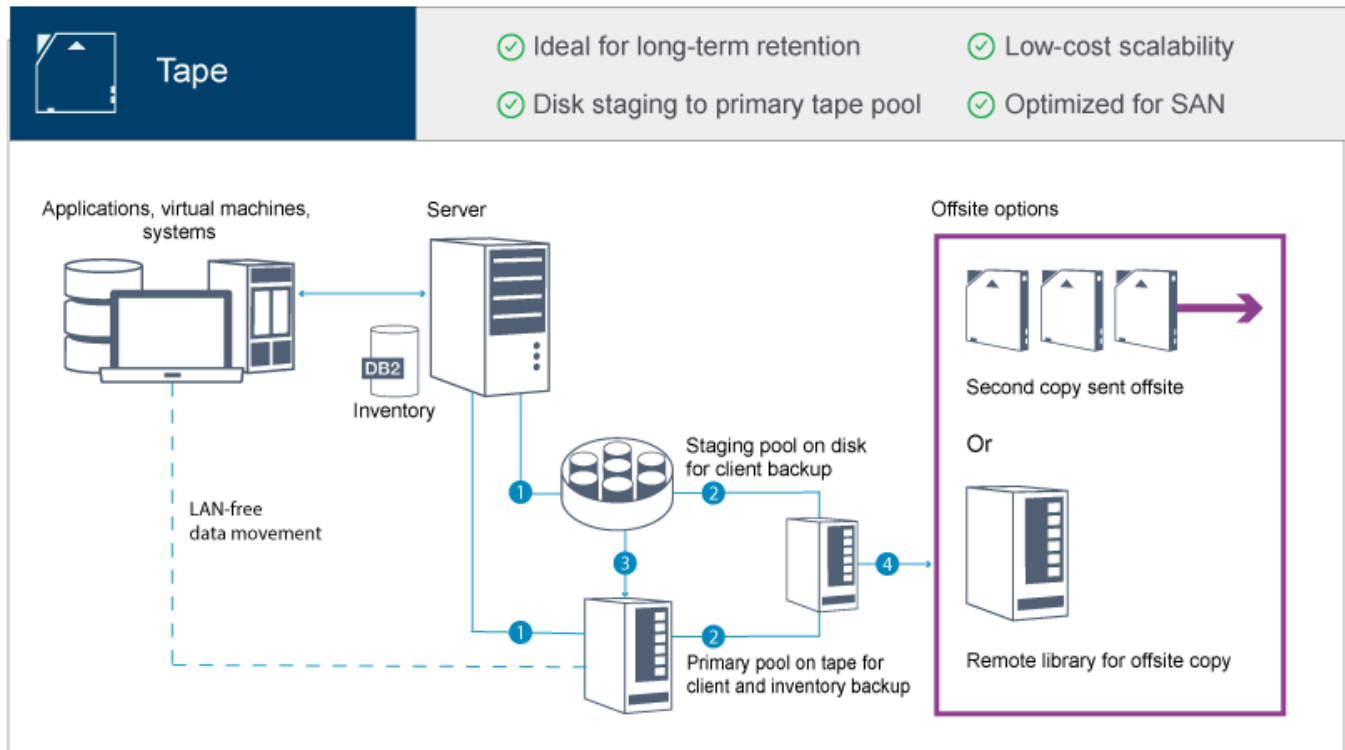 Tape
Ideal for long-term retention
Low-cost scalability
Disk staging to primary tape pool
Optimized for SAN
Applications, virtual machines,
systems
Server
Offsite options
DB2
Inventory
Second copy sent offsite
Staging pool on disk
for client backup
Or
1
2
LAN-free
data movement
3
4
1
2
Primary pool on tape for
client and inventory backup
Remote library for offsite copy